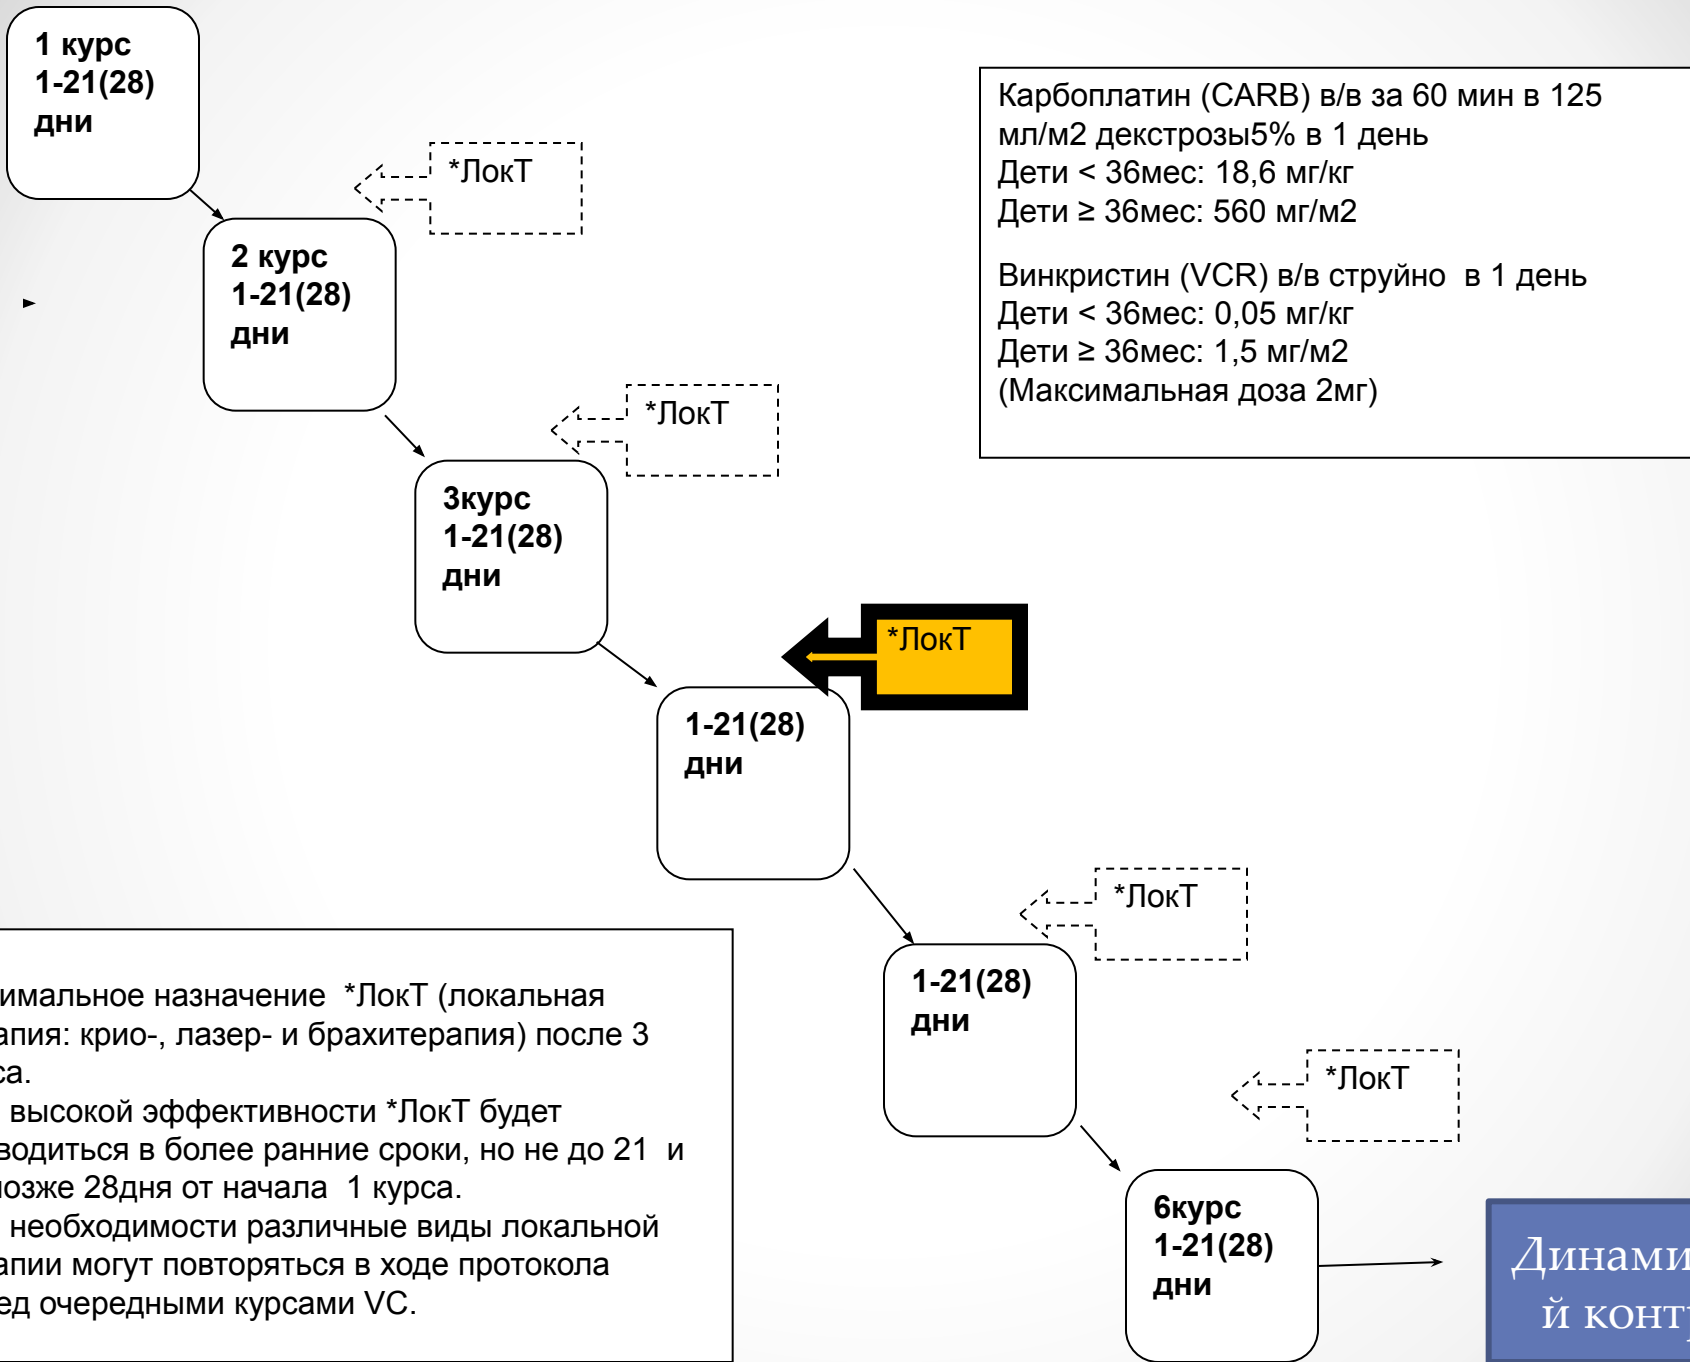 1 курс
1-21(28)
дни
*ЛокТ
2 курс
1-21(28)
дни
*ЛокТ
3курс
1-21(28)
дни
*ЛокТ
1-21(28)
дни
*ЛокТ
1-21(28)
дни
*ЛокТ
6курс
1-21(28)
дни
Карбоплатин (CARB) в/в за 60 мин в 125
мл/м2 декстрозы5% в 1 день
Дети < 36мес: 18,6 мг/кг
Дети ≥ 36мес: 560 мг/м2
Винкристин (VCR) в/в струйно  в 1 день
Дети < 36мес: 0,05 мг/кг
Дети ≥ 36мес: 1,5 мг/м2
(Максимальная доза 2мг)
имальное назначение  *ЛокТ (локальная
апия: крио-, лазер- и брахитерапия) после 3
са.
высокой эффективности *ЛокТ будет
водиться в более ранние сроки, но не до 21  и
позже 28дня от начала  1 курса.
необходимости различные виды локальной
апии могут повторяться в ходе протокола
ед очередными курсами VC.
Динами
й конт